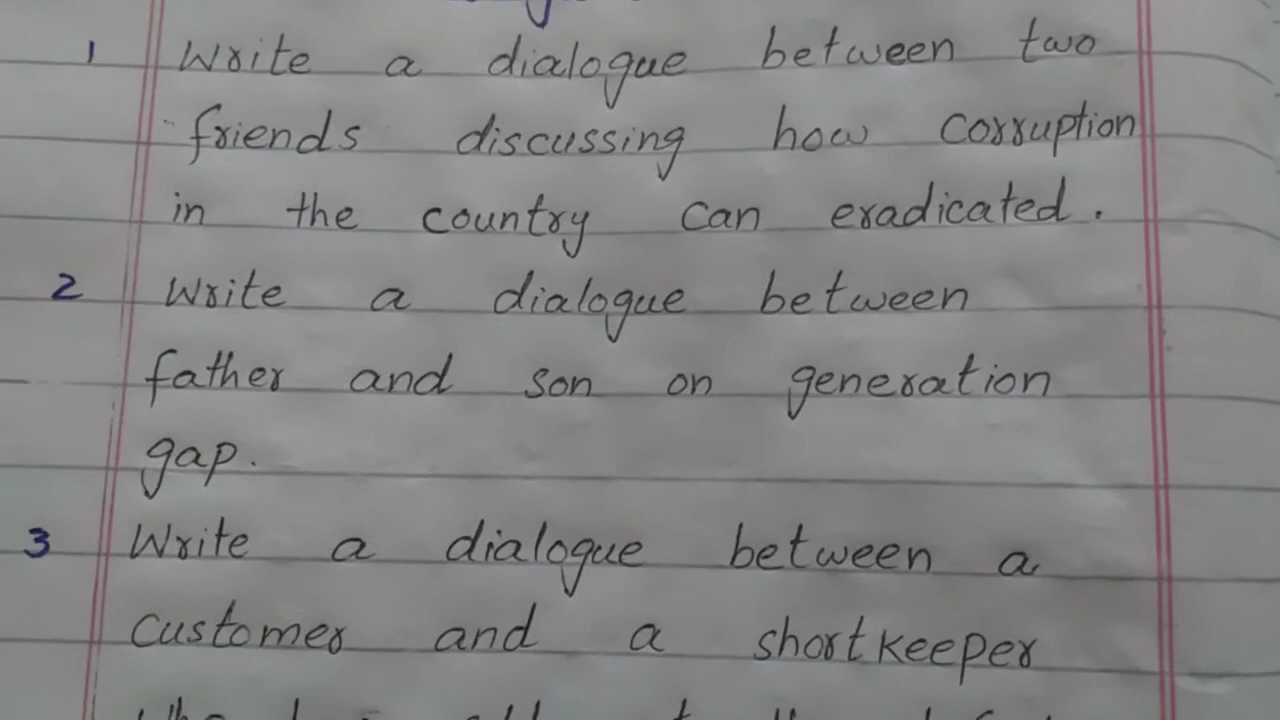 1 Write a dialogue between two
friends discussing how corruption
in the country can eradicated.
2 Write a dialogue between
father and son on generation
gap.
3 Write a dialogue between a
customer and a shortkeeper